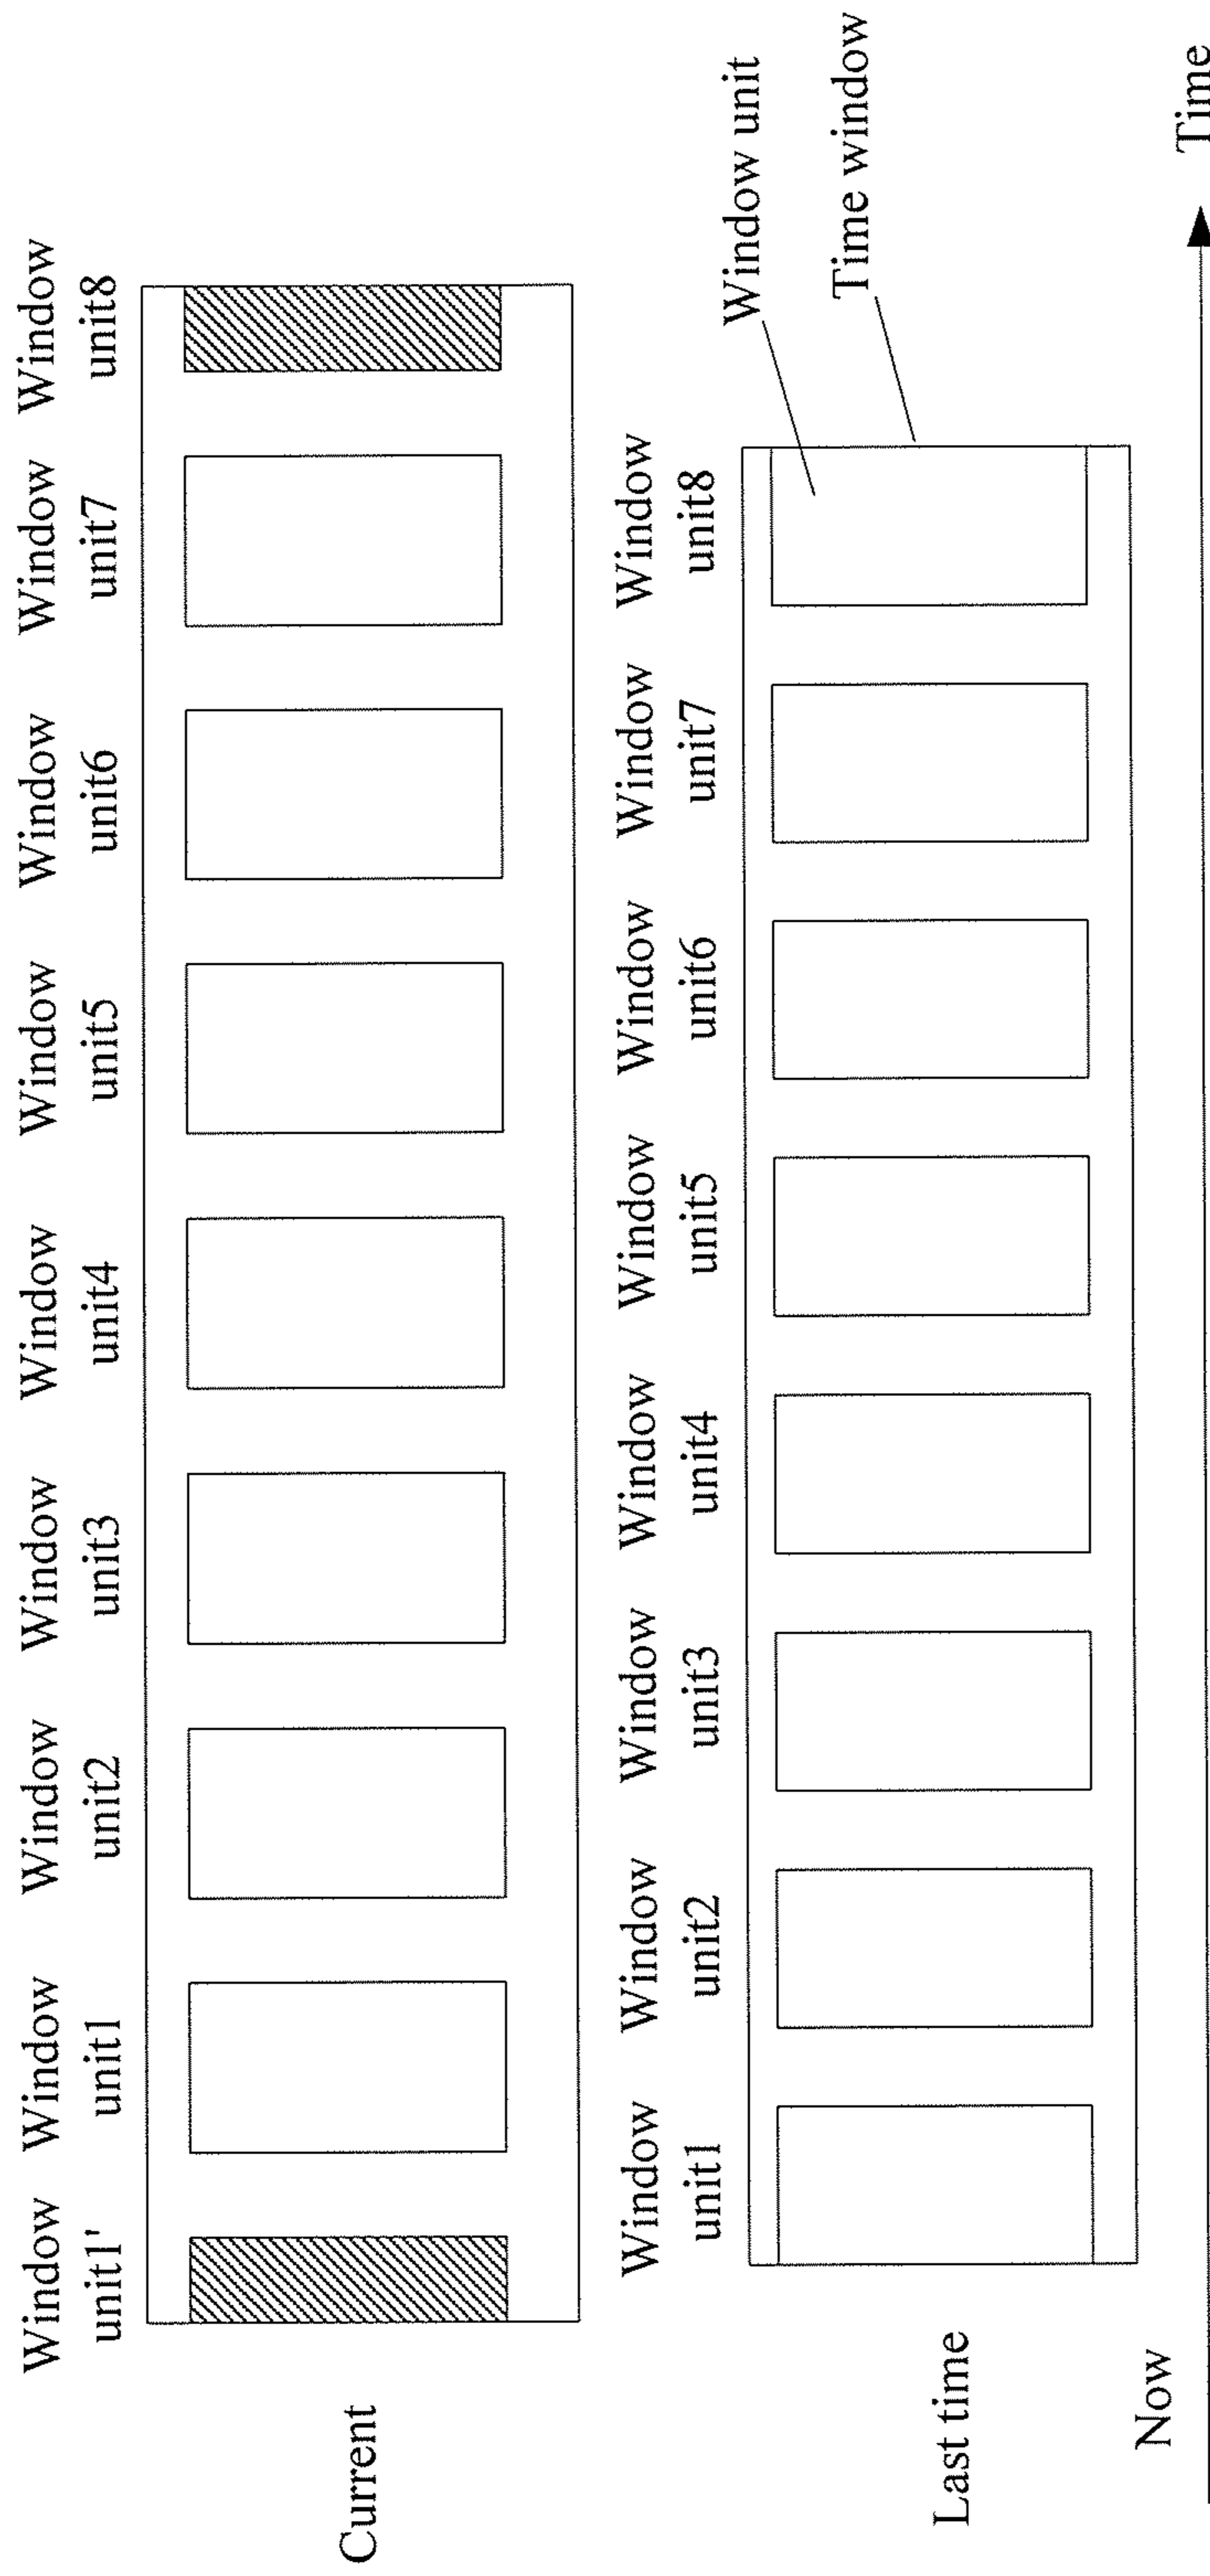 Window
unit1'
Window
unit1
Window
unit2
Window
unit3
Window
unit4
Window
unit5
Window
unit6
Window
unit7
Window
unit8
Current
Window
unit1
Window
unit2
Window
unit3
Window
unit4
Window
unit5
Window
unit6
Window
unit7
Window
unit8
Window unit
Time window
Last time
Now
Time